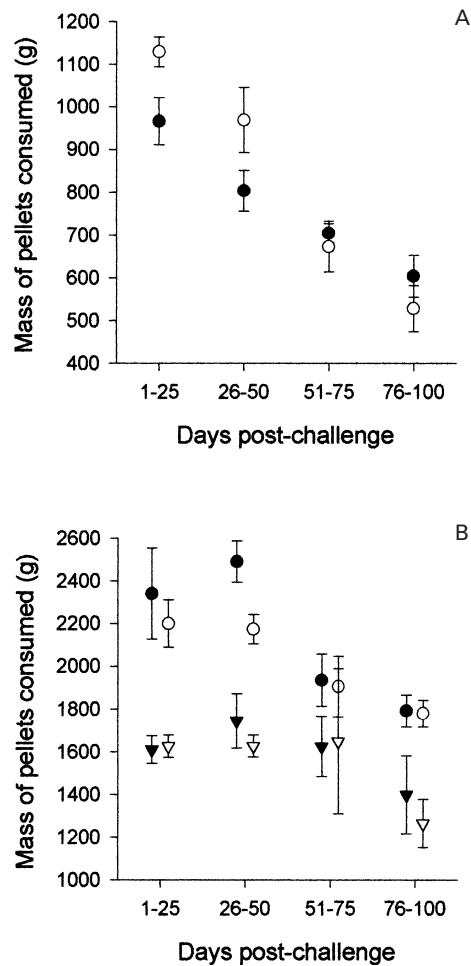 A
1200
1100
1000
900
800
700
600
500
400
Mass of pellets consumed (g)
1-25 26-50 51-75 76-100
Days post-challenge
B
2600
2400
2200
2000
1800
1600
1400
1200
1000
Mass of pellets consumed (g)
1-25 26-50 51-75 76-100
Days post-challenge